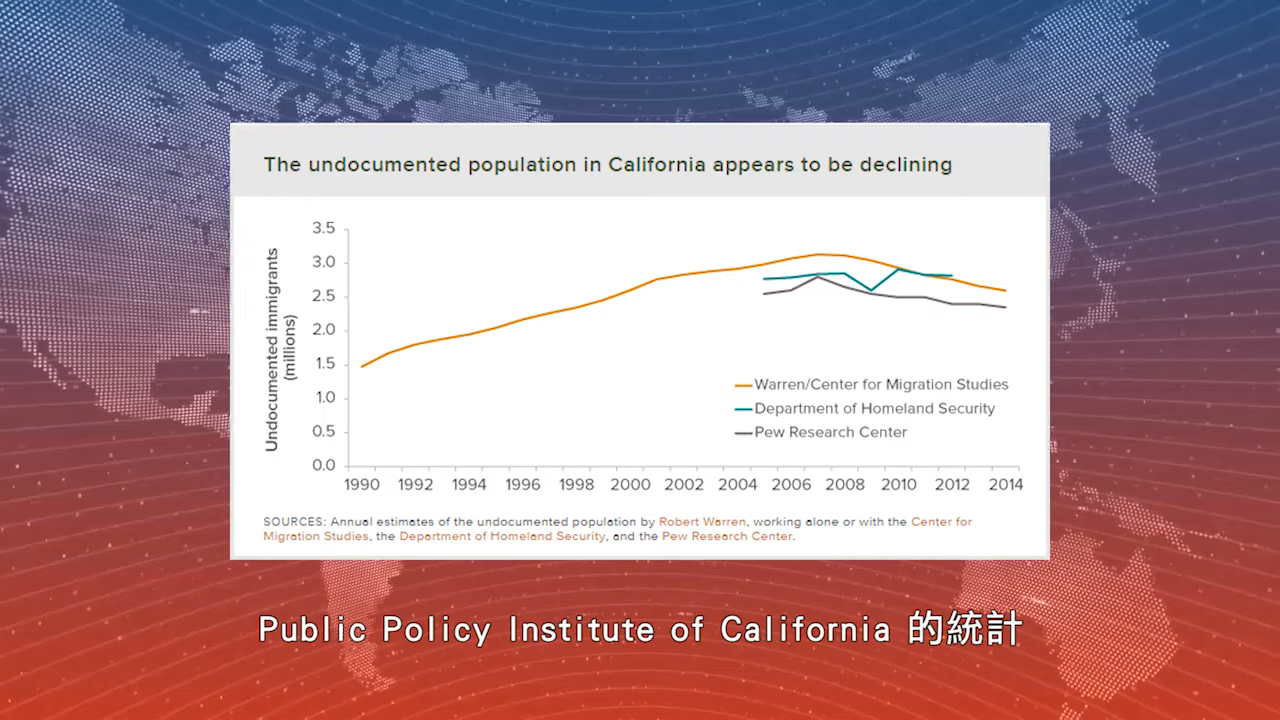 The undocumented population in California appears to be declining
Undocumented immigrants
(millions)
3.5
3.0
2.5
2.0
1.5
1.0
0.5
0.0
Warren/Center for Migration Studies
Department of Homeland Security
Pew Research Center
1990 1992 1994 1996 1998 2000 2002 2004 2006 2008 2010 2012 2014
SOURCES: Annual estimates of the undocumented population by Robert Warren, working alone or with the Center for
Migration Studies, the Department of Homeland Security, and the Pew Research Center.
Public Policy Institute of California 的統計